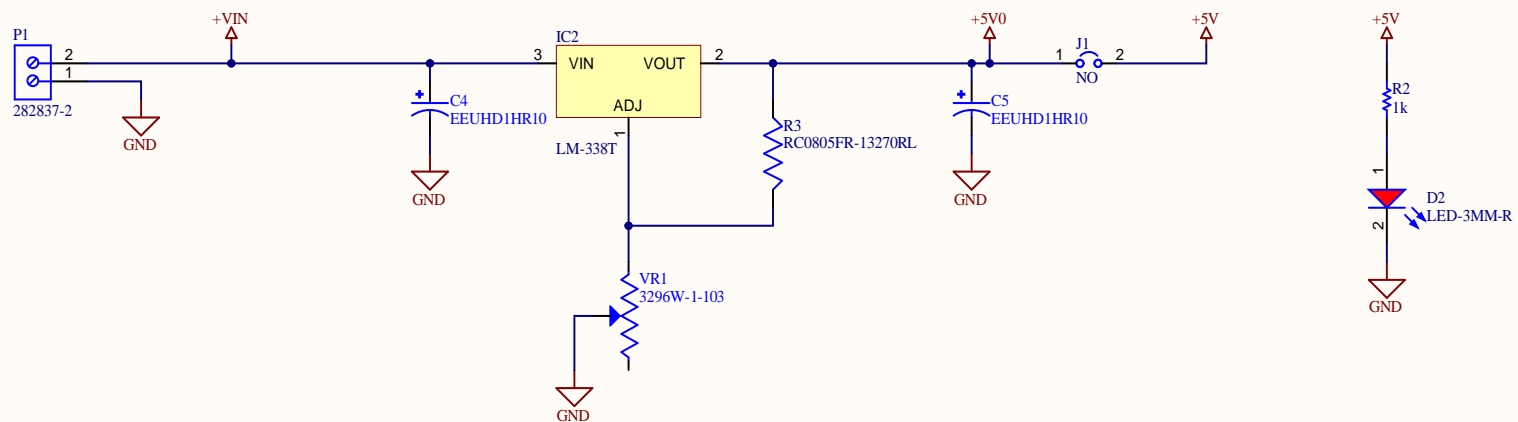 P1
2
1
282837-2
GND
+VIN
C4
EEUHD1HR10
GND
IC2
3
VIN
VOUT
2
ADJ
1
LM-338T
R3
RC0805FR-13270RL
VR1
3296W-1-103
GND
+5V0
C5
EEUHD1HR10
GND
J1
1
2
NO
+5V
+5V
R2
1k
1
D2
LED-3MM-R
2
GND